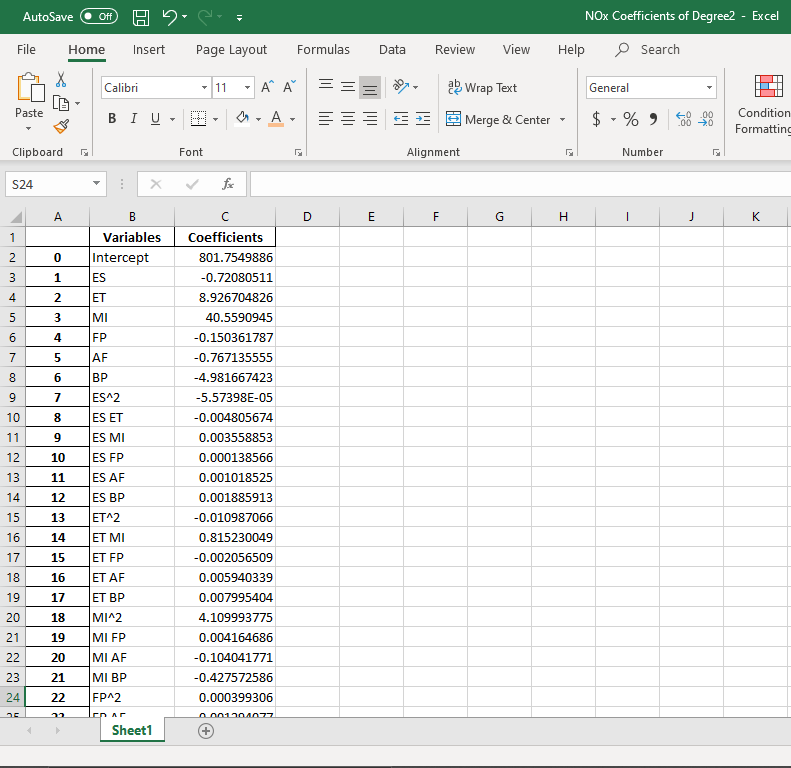 AutoSave Off NOx Coefficients of Degree2 - Excel
File Home Insert Page Layout Formulas Data Review View Help Search
Calibri 11 A^ A˅ ab Wrap Text General
Paste B I U A Merge & Center $ % 9 Condition
Formatting
Clipboard Font Alignment Number
S24 fx
A B C D E F G H I J K
1 Variables Coefficients
2 0 Intercept 801.7549886
3 1 ES -0.72080511
4 2 ET 8.926704826
5 3 MI 40.5590945
6 4 FP -0.150361787
7 5 AF -0.767135555
8 6 BP -4.981667423
9 7 ES^2 -5.57398E-05
10 8 ES ET -0.004805674
11 9 ES MI 0.003558853
12 10 ES FP 0.000138566
13 11 ES AF 0.001018525
14 12 ES BP 0.001885913
15 13 ET^2 -0.010987066
16 14 ET MI 0.815230049
17 15 ET FP -0.002056509
18 16 ET AF 0.005940339
19 17 ET BP 0.007995404
20 18 MI^2 4.109993775
21 19 MI FP 0.004164686
22 20 MI AF -0.104041771
23 21 MI BP -0.427572586
24 22 FP^2 0.000399306
Sheet1